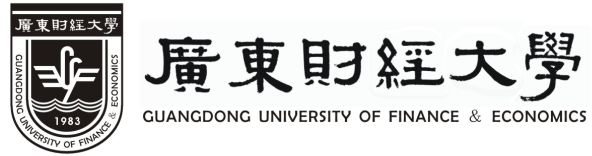 廣東財經大學
GUANGDONG UNIVERSITY OF FINANCE & ECONOMICS
1983
廣東財經大學
GUANGDONG UNIVERSITY OF FINANCE & ECONOMICS